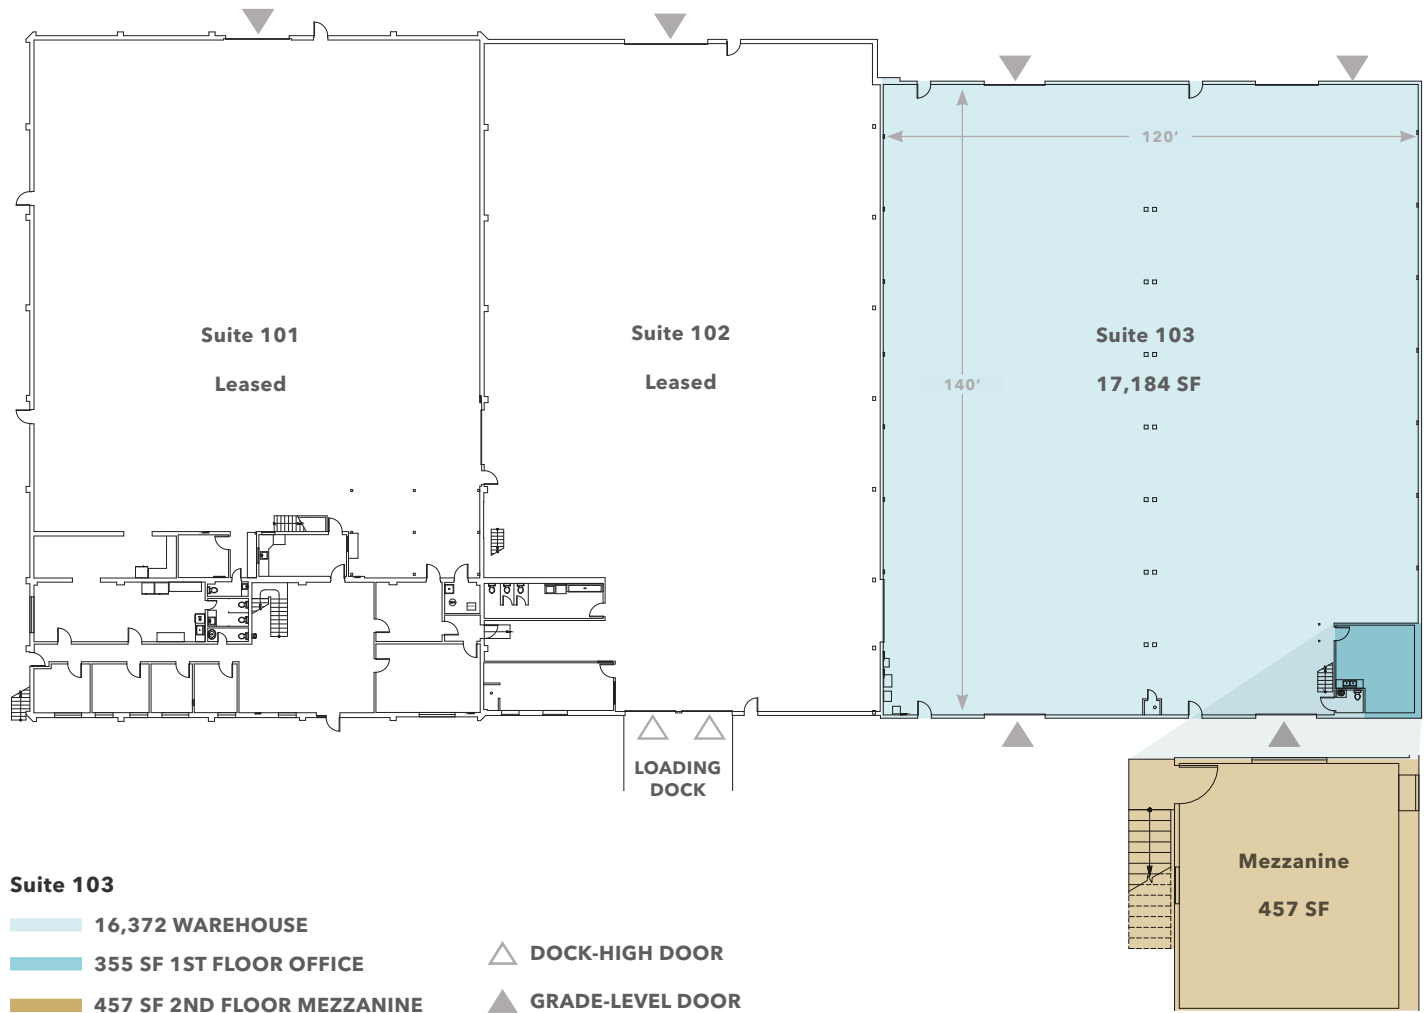 120′
Suite 101
Leased
Suite 102
Leased
Suite 103
17,184 SF
140′
LOADING
DOCK
Mezzanine
457 SF
Suite 103
16,372 WAREHOUSE
355 SF 1ST FLOOR OFFICE
457 SF 2ND FLOOR MEZZANINE
DOCK-HIGH DOOR
GRADE-LEVEL DOOR